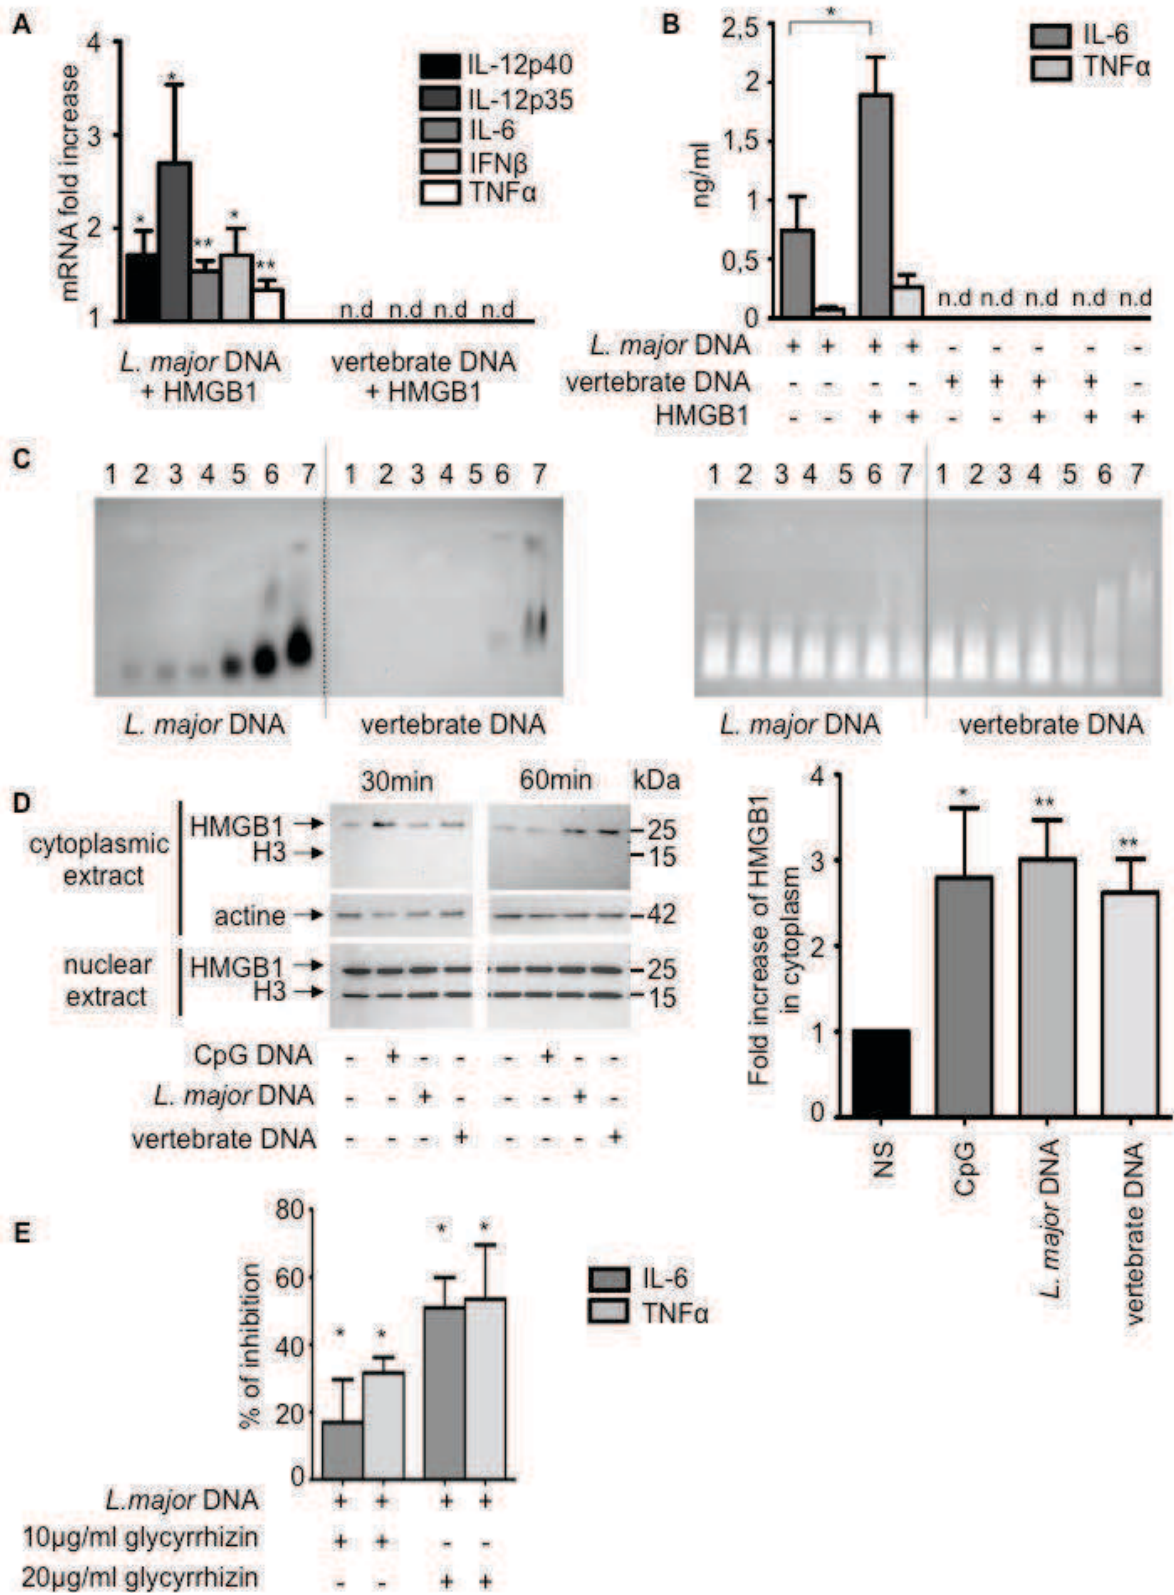 A
4
3
2
1
mRNA fold increase
* * ** * **
IL-12p40
IL-12p35
IL-6
IFNβ
TNFα
n.d n.d n.d n.d
L. major DNA
+ HMGB1
vertebrate DNA
+ HMGB1
B
2,5
2
1,5
1
0,5
0
ng/ml
*
IL-6
TNFα
n.d n.d n.d n.d n.d
L. major DNA + + + + - - - - -
vertebrate DNA - - - - + + + + -
HMGB1 - - + + - - + + +
C
1 2 3 4 5 6 7 1 2 3 4 5 6 7
L. major DNA vertebrate DNA
1 2 3 4 5 6 7 1 2 3 4 5 6 7
L. major DNA vertebrate DNA
D
30min 60min kDa
cytoplasmic
extract
HMGB1 25
H3 15
actine 42
nuclear
extract
HMGB1 25
H3 15
CpG DNA - + - - - + - -
L. major DNA - - + - - - + -
vertebrate DNA - - - + - - - +
4
3
2
1
0
Fold increase of HMGB1
in cytoplasm
* ** **
NS
CpG
L. major DNA
vertebrate DNA
E
80
60
40
20
0
% of inhibition
* * * *
IL-6
TNFα
L.major DNA + + + +
10µg/ml glycyrrhizin + + - -
20µg/ml glycyrrhizin - - + +